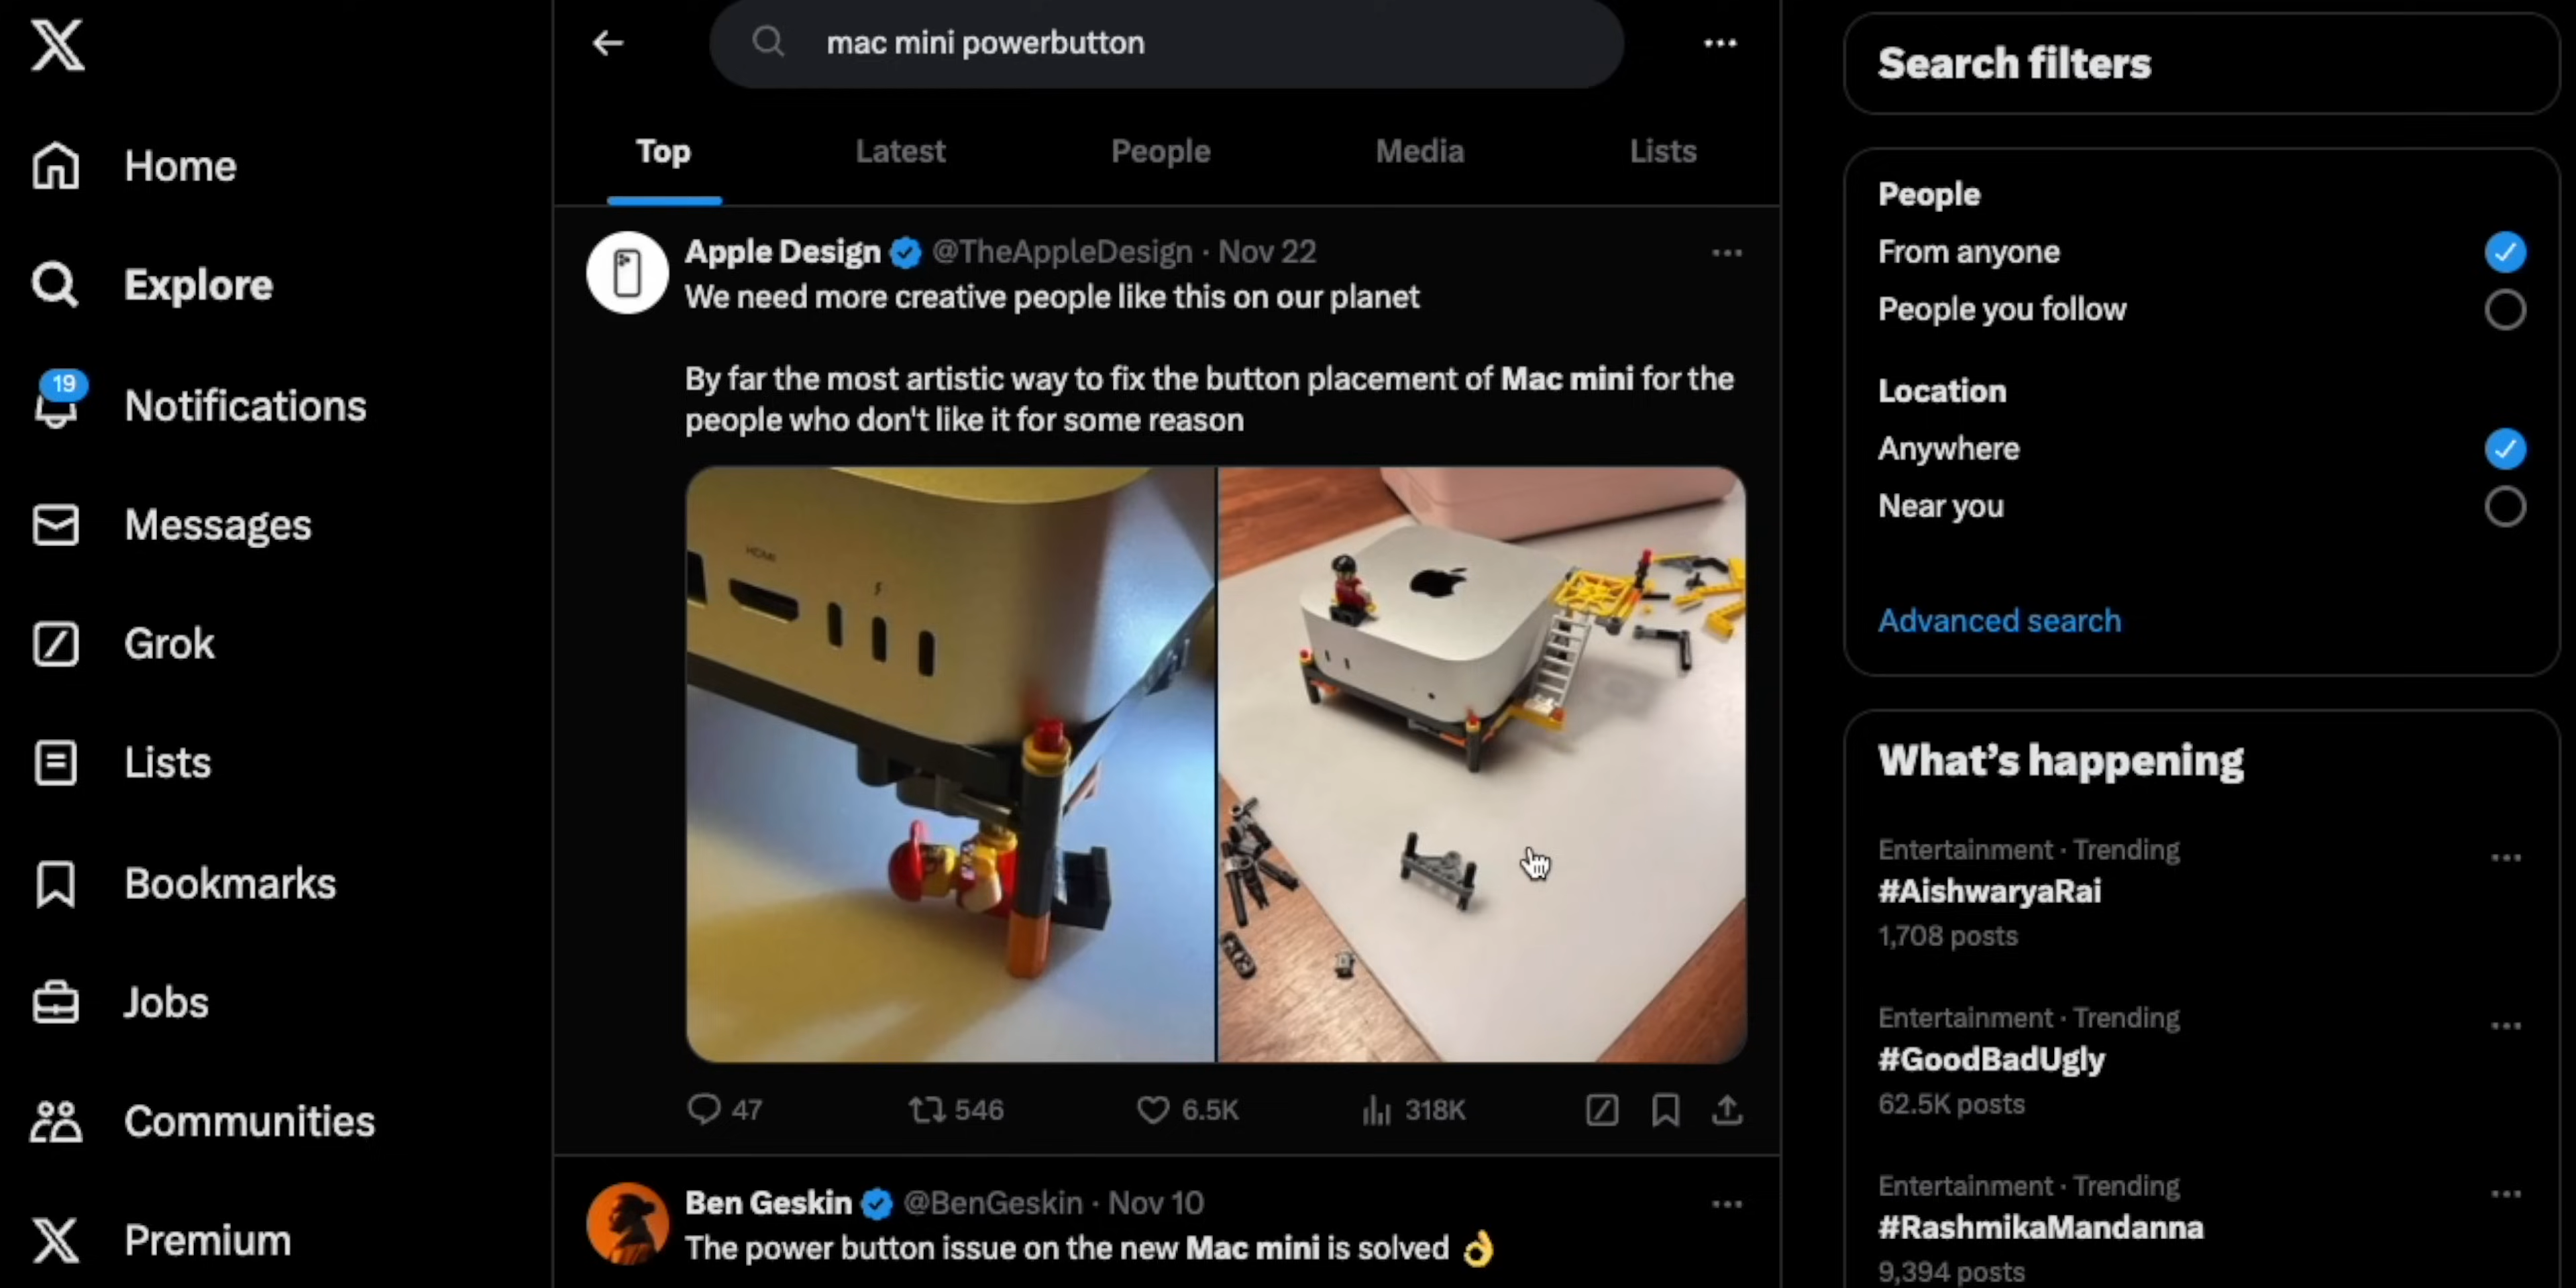 Home
Explore
19
Notifications
Messages
Grok
Lists
Bookmarks
Jobs
Communities
Premium
mac mini powerbutton
Top
Latest
People
Media
Lists
Apple Design @TheAppleDesign · Nov 22
We need more creative people like this on our planet
By far the most artistic way to fix the button placement of Mac mini for the
people who don't like it for some reason
HDMI
47
546
6.5K
318K
Ben Geskin @BenGeskin · Nov 10
The power button issue on the new Mac mini is solved 👌
Search filters
People
From anyone
People you follow
Location
Anywhere
Near you
Advanced search
What's happening
Entertainment · Trending
#AishwaryaRai
1,708 posts
Entertainment · Trending
#GoodBadUgly
62.5K posts
Entertainment · Trending
#RashmikaMandanna
9,394 posts